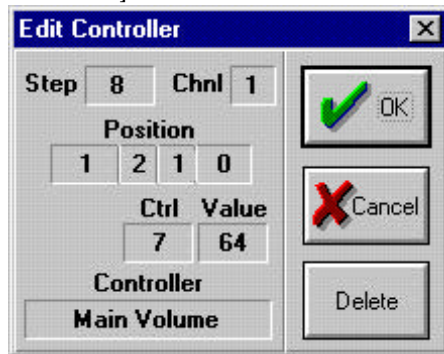 Edit Controller
Step 8 Chnl 1
Position
1 2 1 0
Ctrl Value
7 64
Controller
Main Volume
OK
Cancel
Delete